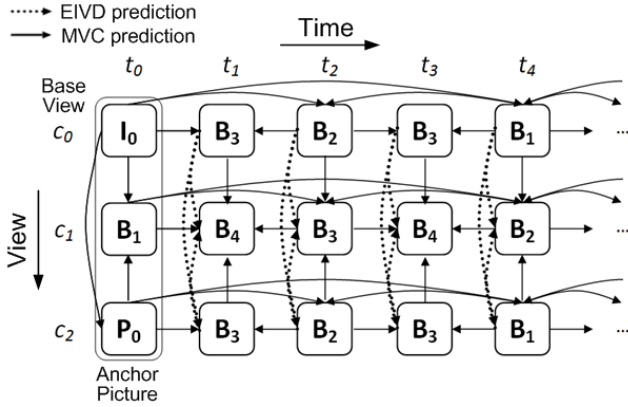 EIVD prediction
MVC prediction
Time
t0 t1 t2 t3 t4
Base
View
c0 I0 B3 B2 B3 B1 ...
View
c1 B1 B4 B3 B4 B2 ...
c2 P0 B3 B2 B3 B1 ...
Anchor
Picture